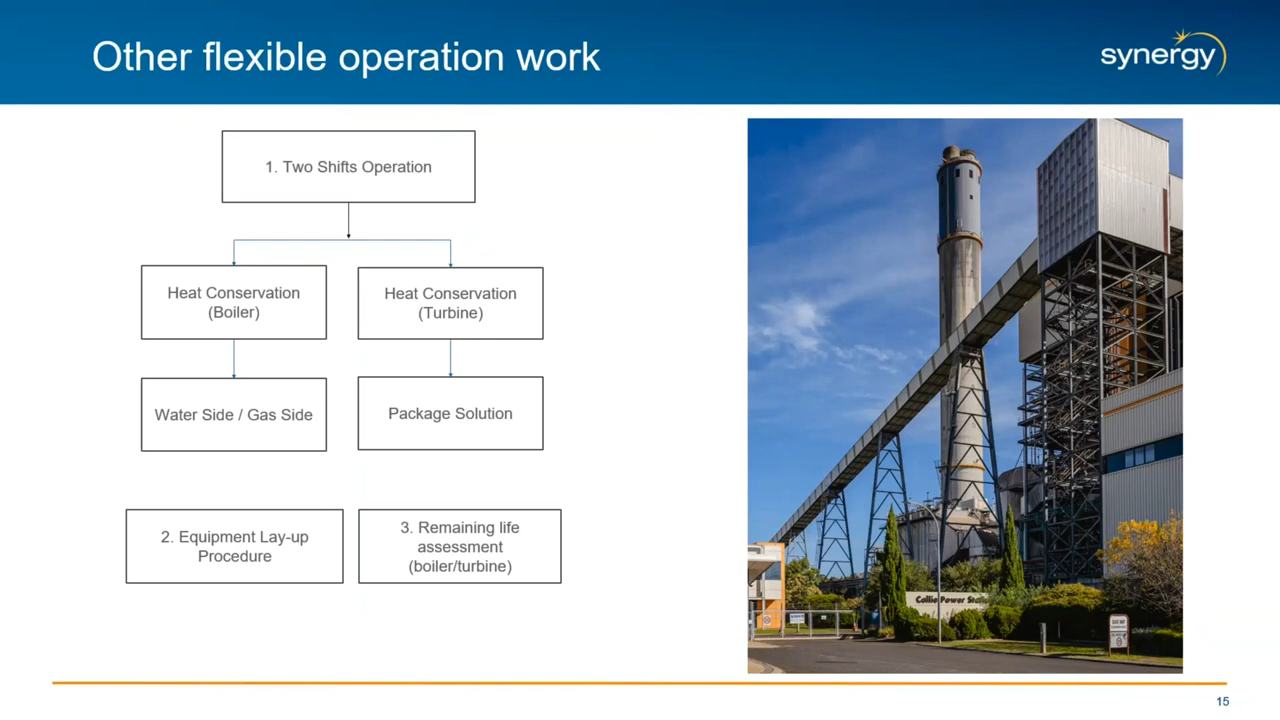 Other flexible operation work
synergy
1. Two Shifts Operation
Heat Conservation
(Boiler)
Heat Conservation
(Turbine)
Water Side / Gas Side
Package Solution
2. Equipment Lay-up
Procedure
3. Remaining life
assessment
(boiler/turbine)
Collie Power
15